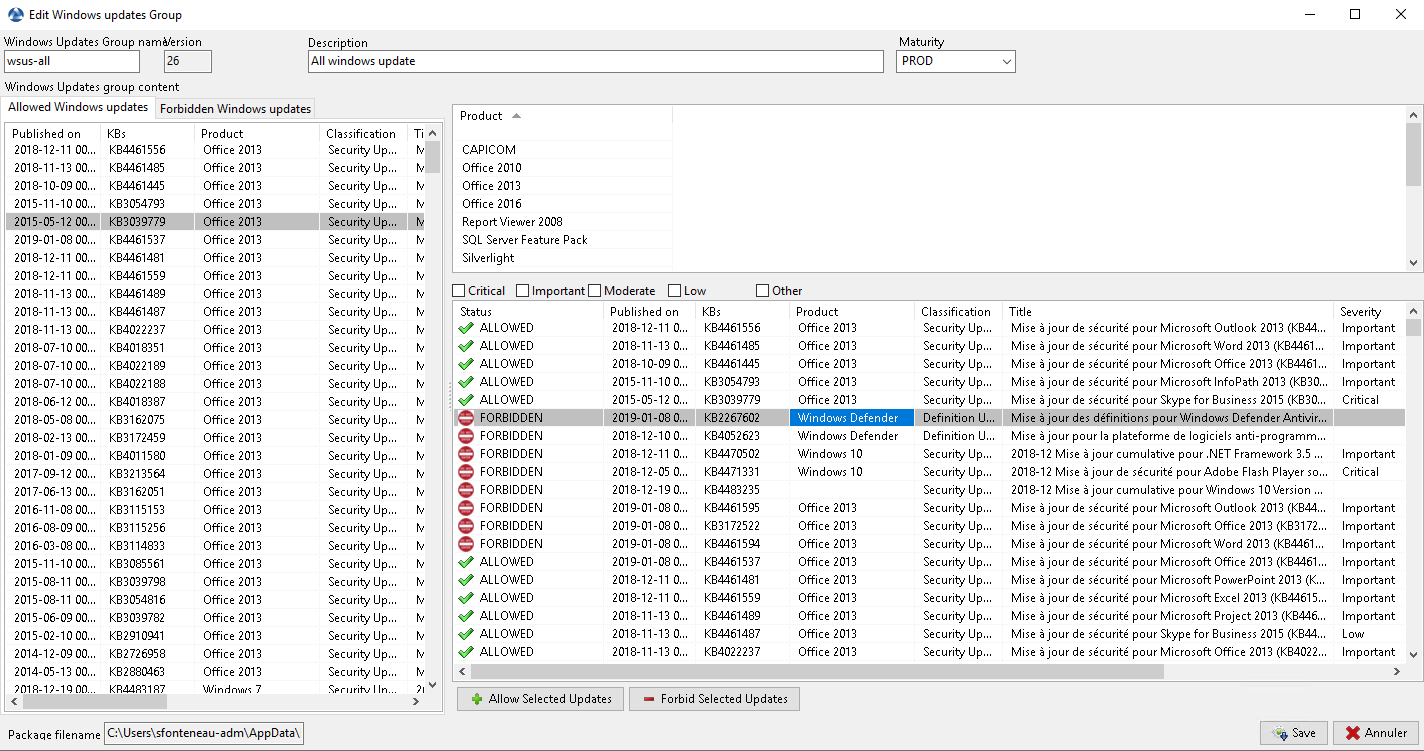 Edit Windows updates Group
Windows Updates Group name Version Description Maturity
wsus-all 26 All windows update PROD
Windows Updates group content
Allowed Windows updates Forbidden Windows updates
Published on KBs Product Classification Ti
2018-12-11 00... KB4461556 Office 2013 Security Up... M
2018-11-13 00... KB4461485 Office 2013 Security Up... M
2018-10-09 00... KB4461445 Office 2013 Security Up... M
2015-11-10 00... KB3054793 Office 2013 Security Up... M
2015-05-12 00... KB3039779 Office 2013 Security Up... M
2019-01-08 00... KB4461537 Office 2013 Security Up... M
2018-12-11 00... KB4461481 Office 2013 Security Up... M
2018-12-11 00... KB4461559 Office 2013 Security Up... M
2018-11-13 00... KB4461489 Office 2013 Security Up... M
2018-11-13 00... KB4461487 Office 2013 Security Up... M
2018-11-13 00... KB4022237 Office 2013 Security Up... M
2018-07-10 00... KB4018351 Office 2013 Security Up... M
2018-07-10 00... KB4022189 Office 2013 Security Up... M
2018-07-10 00... KB4022188 Office 2013 Security Up... M
2018-06-12 00... KB4018387 Office 2013 Security Up... M
2018-05-08 00... KB3162075 Office 2013 Security Up... M
2018-02-13 00... KB3172459 Office 2013 Security Up... M
2018-01-09 00... KB4011580 Office 2013 Security Up... M
2017-09-12 00... KB3213564 Office 2013 Security Up... M
2017-06-13 00... KB3162051 Office 2013 Security Up... M
2016-11-08 00... KB3115153 Office 2013 Security Up... M
2016-08-09 00... KB3115256 Office 2013 Security Up... M
2016-03-08 00... KB3114833 Office 2013 Security Up... M
2015-11-10 00... KB3085561 Office 2013 Security Up... M
2015-08-11 00... KB3039798 Office 2013 Security Up... M
2015-08-11 00... KB3054816 Office 2013 Security Up... M
2015-06-09 00... KB3039782 Office 2013 Security Up... M
2015-02-10 00... KB2910941 Office 2013 Security Up... M
2014-12-09 00... KB2726958 Office 2013 Security Up... M
2014-05-13 00... KB2880463 Office 2013 Security Up... M
2018-12-19 00... KB4483187 Windows 7 Security Up... 2(
Product
CAPICOM
Office 2010
Office 2013
Office 2016
Report Viewer 2008
SQL Server Feature Pack
Silverlight
Critical Important Moderate Low Other
Status Published on KBs Product Classification Title Severity
ALLOWED 2018-12-11 0... KB4461556 Office 2013 Security Up... Mise à jour de sécurité pour Microsoft Outlook 2013 (KB44... Important
ALLOWED 2018-11-13 0... KB4461485 Office 2013 Security Up... Mise à jour de sécurité pour Microsoft Word 2013 (KB4461... Important
ALLOWED 2018-10-09 0... KB4461445 Office 2013 Security Up... Mise à jour de sécurité pour Microsoft Office 2013 (KB4461... Important
ALLOWED 2015-11-10 0... KB3054793 Office 2013 Security Up... Mise à jour de sécurité pour Microsoft InfoPath 2013 (KB30... Important
ALLOWED 2015-05-12 0... KB3039779 Office 2013 Security Up... Mise à jour de sécurité pour Skype for Business 2015 (KB30... Critical
FORBIDDEN 2019-01-08 0... KB2267602 Windows Defender Definition U... Mise à jour des définitions pour Windows Defender Antivir...
FORBIDDEN 2018-12-10 0... KB4052623 Windows Defender Definition U... Mise à jour pour la plateforme de logiciels anti-programm...
FORBIDDEN 2018-12-11 0... KB4470502 Windows 10 Security Up... 2018-12 Mise à jour cumulative pour .NET Framework 3.5 ... Important
FORBIDDEN 2018-12-05 0... KB4471331 Windows 10 Security Up... 2018-12 Mise à jour de sécurité pour Adobe Flash Player so... Critical
FORBIDDEN 2018-12-19 0... KB4483235 Security Up... 2018-12 Mise à jour cumulative pour Windows 10 Version ...
FORBIDDEN 2019-01-08 0... KB4461595 Office 2013 Security Up... Mise à jour de sécurité pour Microsoft Outlook 2013 (KB44... Important
FORBIDDEN 2019-01-08 0... KB3172522 Office 2013 Security Up... Mise à jour de sécurité pour Microsoft Office 2013 (KB3172... Important
FORBIDDEN 2019-01-08 0... KB4461594 Office 2013 Security Up... Mise à jour de sécurité pour Microsoft Word 2013 (KB4461... Important
ALLOWED 2019-01-08 0... KB4461537 Office 2013 Security Up... Mise à jour de sécurité pour Microsoft Office 2013 (KB4461... Important
ALLOWED 2018-12-11 0... KB4461481 Office 2013 Security Up... Mise à jour de sécurité pour Microsoft PowerPoint 2013 (K... Important
ALLOWED 2018-12-11 0... KB4461559 Office 2013 Security Up... Mise à jour de sécurité pour Microsoft Excel 2013 (KB44615... Important
ALLOWED 2018-11-13 0... KB4461489 Office 2013 Security Up... Mise à jour de sécurité pour Microsoft Project 2013 (KB446... Important
ALLOWED 2018-11-13 0... KB4461487 Office 2013 Security Up... Mise à jour de sécurité pour Skype for Business 2015 (KB44... Low
ALLOWED 2018-11-13 0... KB4022237 Office 2013 Security Up... Mise à jour de sécurité pour Microsoft Office 2013 (KB4022... Important
Allow Selected Updates Forbid Selected Updates
Package filename C:\Users\sfonteneau-adm\AppData\ Save Annuler